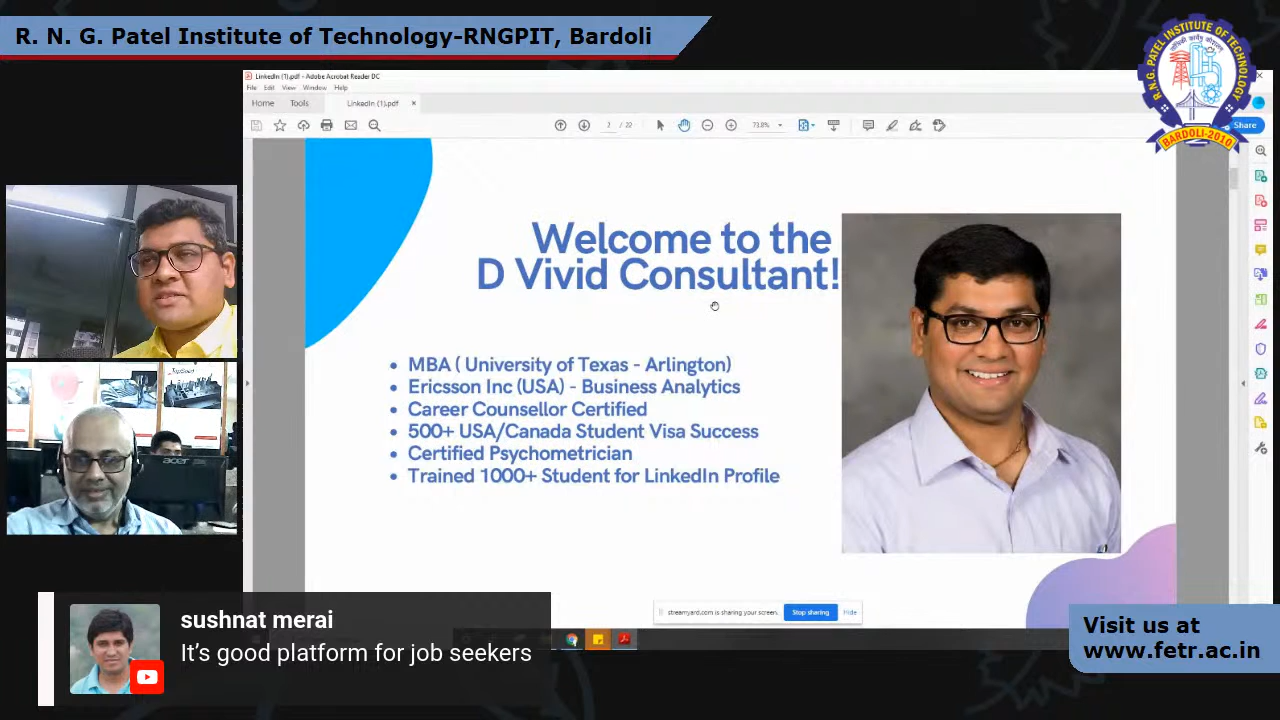 R. N. G. Patel Institute of Technology-RNGPIT, Bardoli
R.N.G. PATEL INSTITUTE OF TECHNOLOGY
BARDOLI-2010
LinkedIn (1).pdf - Adobe Acrobat Reader DC
File Edit View Window Help
Home Tools LinkedIn (1).pdf ×
2 / 22 73.8%
Share
Welcome to the
D Vivid Consultant!
• MBA ( University of Texas - Arlington)
• Ericsson Inc (USA) - Business Analytics
• Career Counsellor Certified
• 500+ USA/Canada Student Visa Success
• Certified Psychometrician
• Trained 1000+ Student for LinkedIn Profile
acer
streamyard.com is sharing your screen. Stop sharing Hide
sushnat merai
It's good platform for job seekers
Visit us at
www.fetr.ac.in